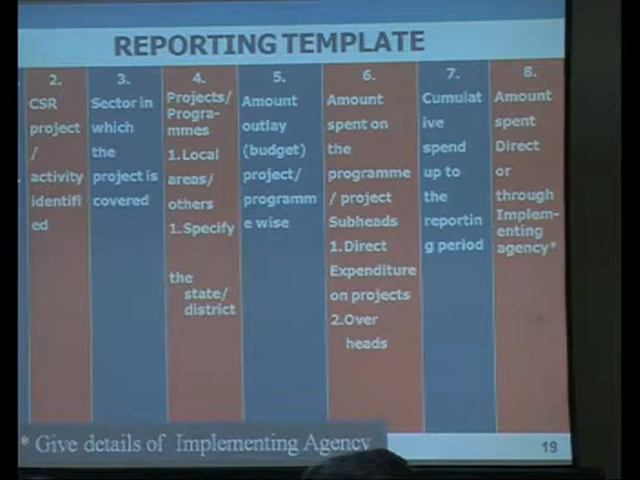 REPORTING TEMPLATE
2.
CSR
project
/
activity
identifi
ed
3.
Sector in
which
the
project is
covered
4.
Projects/
Progra-
mmes
1.Local
areas/
others
1.Specify
the
state/
district
5.
Amount
outlay
(budget)
project/
programm
e wise
6.
Amount
spent on
the
programme
/ project
Subheads
1.Direct
Expenditure
on projects
2.Over
heads
7.
Cumulat
ive
spend
up to
the
reportin
g period
8.
Amount
spent
Direct
or
through
Implem-
enting
agency*
* Give details of Implementing Agency
19